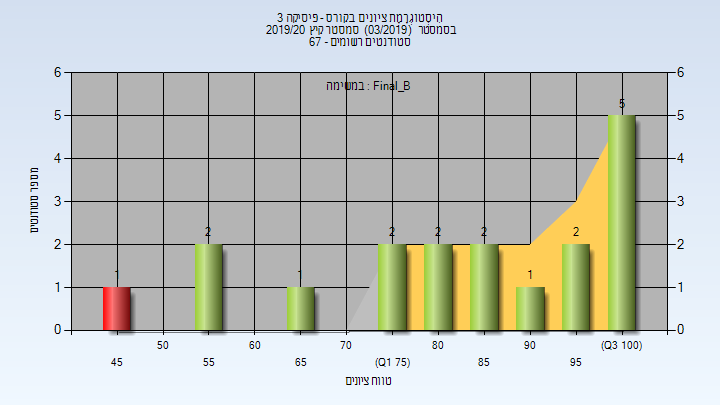 היסטוגרמת ציונים בקורס - פיסיקה 3
בסמסטר (03/2019) סמסטר קיץ 2019/20
סטודנטים רשומים - 67
במשימה : Final_B
מספר סטודנטים
6 6
5 5
4 4
3 3
2 2
1 1
0 0
1 2 1 2 2 2 1 2 5
50 60 70 80 90 (Q3 100)
45 55 65 (Q1 75) 85 95
טווח ציונים